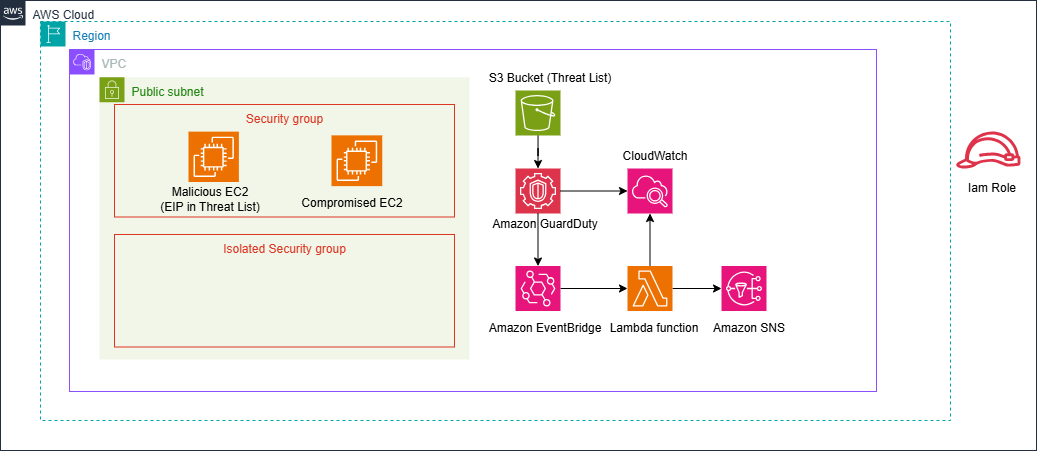 aws
AWS Cloud
Region
VPC
Public subnet
Security group
Malicious EC2
(EIP in Threat List)
Compromised EC2
Isolated Security group
S3 Bucket (Threat List)
CloudWatch
Amazon GuardDuty
Amazon EventBridge
Lambda function
Amazon SNS
Iam Role